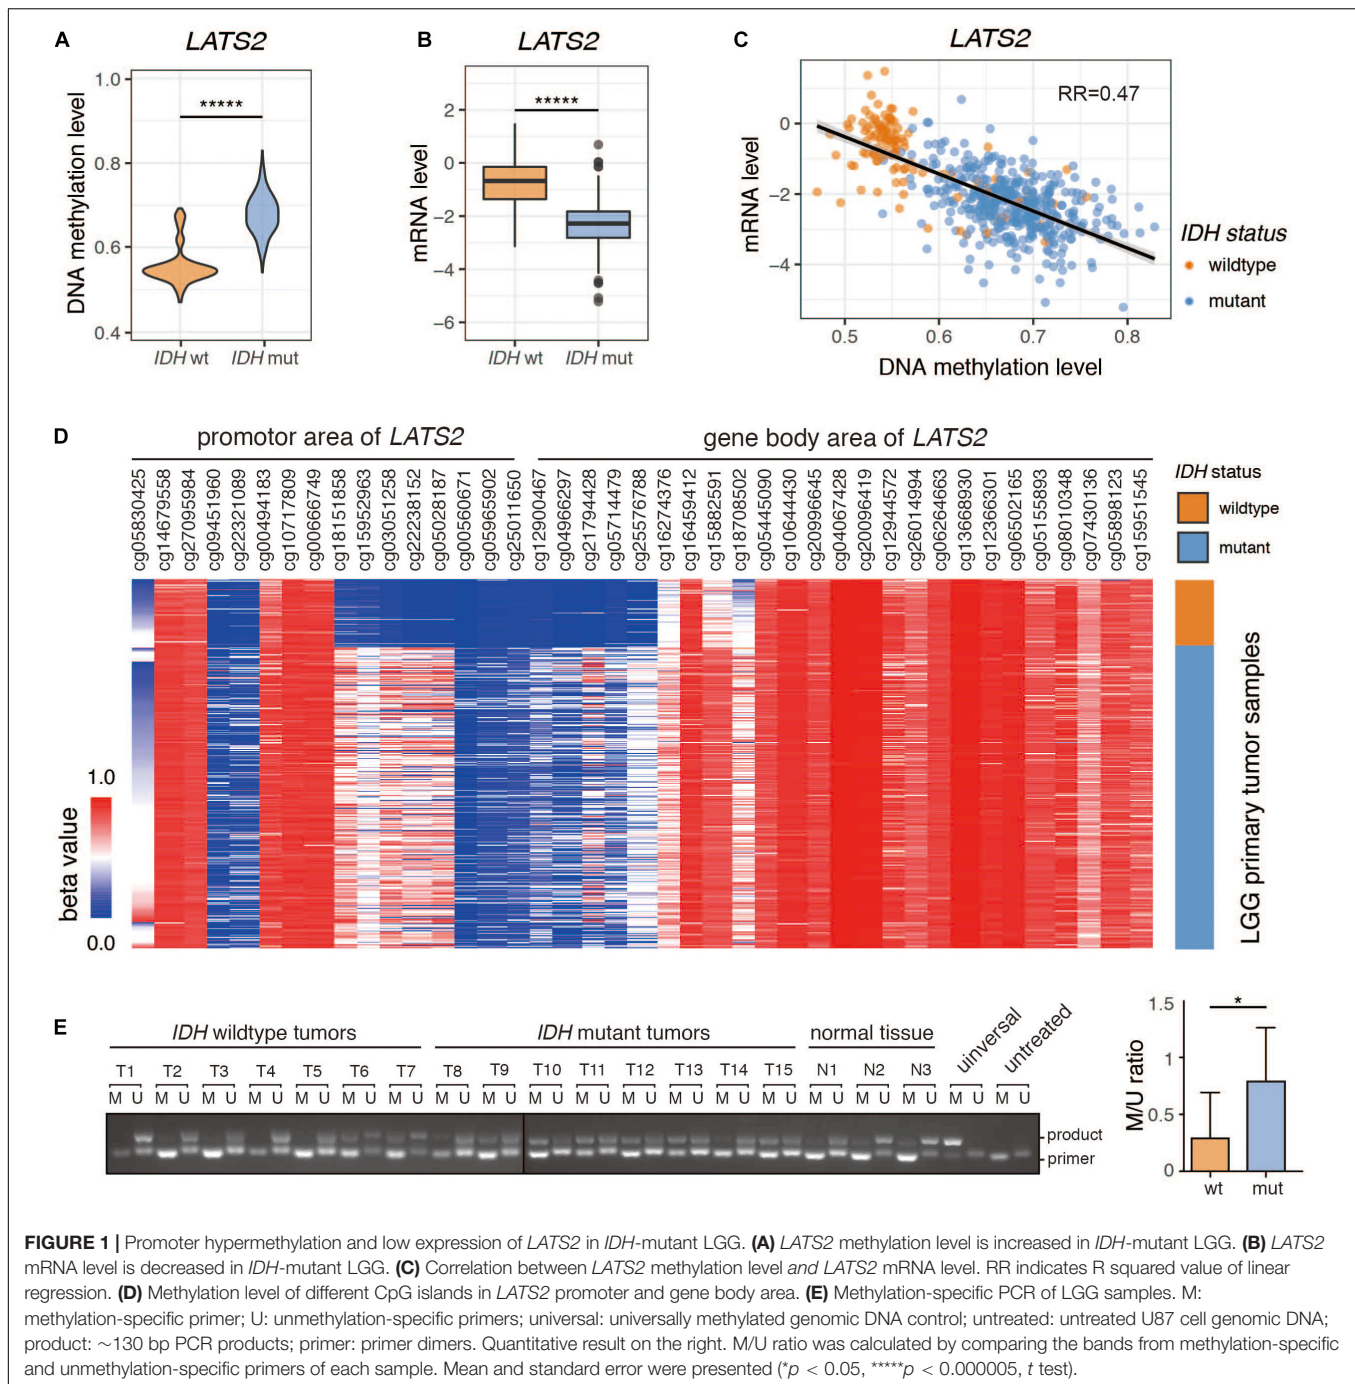 A
LATS2
DNA methylation level
1.0
0.8
0.6
0.4
*****
IDH wt IDH mut
B
LATS2
mRNA level
2
0
−2
−4
−6
*****
IDH wt IDH mut
C
LATS2
RR=0.47
mRNA level
0
−2
−4
0.5 0.6 0.7 0.8
DNA methylation level
IDH status
wildtype
mutant
D
promotor area of LATS2
gene body area of LATS2
cg05830425
cg14679558
cg27095984
cg09451960
cg22321089
cg00494183
cg10717809
cg00666749
cg18151858
cg15952963
cg03051258
cg22238152
cg05028187
cg00560671
cg05965902
cg25011650
cg12900467
cg04966297
cg21794428
cg05714479
cg25576788
cg16274376
cg16459412
cg15882591
cg18708502
cg05445090
cg10644430
cg20996645
cg04067428
cg20096419
cg12944572
cg26014994
cg06264663
cg13668930
cg12366301
cg06502165
cg05155893
cg08010348
cg07430136
cg05898123
cg15951545
IDH status
wildtype
mutant
LGG primary tumor samples
1.0
beta value
0.0
E
IDH wildtype tumors
IDH mutant tumors
normal tissue
uinversal
untreated
T1 T2 T3 T4 T5 T6 T7 T8 T9 T10 T11 T12 T13 T14 T15 N1 N2 N3
M U M U M U M U M U M U M U M U M U M U M U M U M U M U M U M U M U M U M U M U
product
primer
M/U ratio
1.5
1
0.5
0
*
wt mut
FIGURE 1 | Promoter hypermethylation and low expression of LATS2 in IDH-mutant LGG. (A) LATS2 methylation level is increased in IDH-mutant LGG. (B) LATS2
mRNA level is decreased in IDH-mutant LGG. (C) Correlation between LATS2 methylation level and LATS2 mRNA level. RR indicates R squared value of linear
regression. (D) Methylation level of different CpG islands in LATS2 promoter and gene body area. (E) Methylation-specific PCR of LGG samples. M:
methylation-specific primer; U: unmethylation-specific primers; universal: universally methylated genomic DNA control; untreated: untreated U87 cell genomic DNA;
product: ~130 bp PCR products; primer: primer dimers. Quantitative result on the right. M/U ratio was calculated by comparing the bands from methylation-specific
and unmethylation-specific primers of each sample. Mean and standard error were presented (*p < 0.05, *****p < 0.000005, t test).